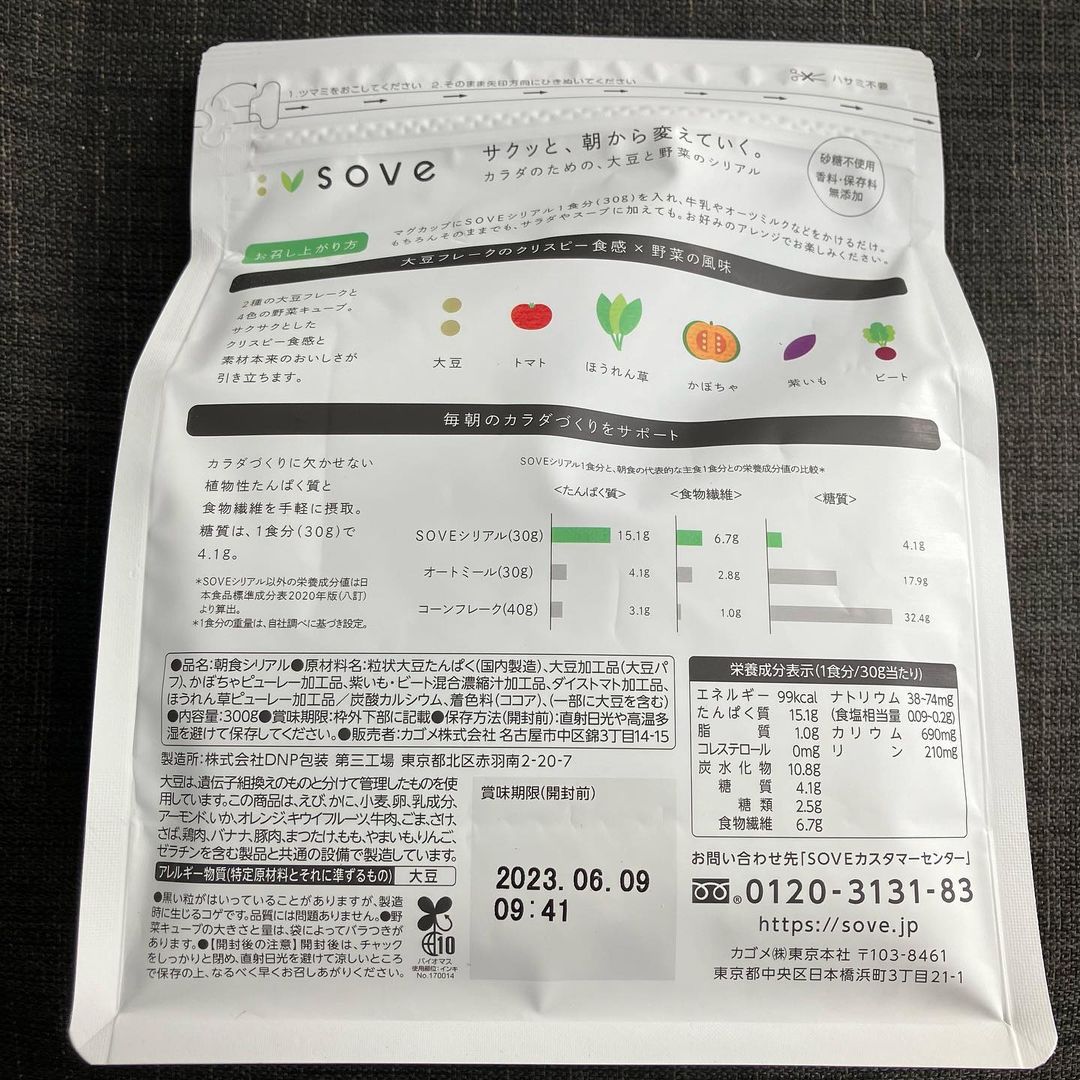 1.ツマミをおこしてください 2.そのまま矢印方向にひきぬいてください
ハサミ不要
sove
サクッと、朝から変えていく。
カラダのための、大豆と野菜のシリアル
砂糖不使用
香料・保存料
無添加
お召し上がり方
マグカップにSOVEシリアル1食分(30g)を入れ、牛乳やオーツミルクなどをかけるだけ。
もちろんそのままでも、サラダやスープに加えても。お好みのアレンジでお楽しみください。
大豆フレークのクリスピー食感×野菜の風味
2種の大豆フレークと
4色の野菜キューブ。
サクサクとした
クリスピー食感と
素材本来のおいしさが
引き立ちます。
大豆
トマト
ほうれん草
かぼちゃ
紫いも
ビート
毎朝のカラダづくりをサポート
カラダづくりに欠かせない
植物性たんぱく質と
食物繊維を手軽に摂取。
糖質は、1食分(30g)で
4.1g。
*SOVEシリアル以外の栄養成分値は日
本食品標準成分表2020年版(八訂)
より算出。
*1食分の重量は、自社調べに基づき設定。
SOVEシリアル1食分と、朝食の代表的な主食1食分との栄養成分値の比較*
<たんぱく質> <食物繊維> <糖質>
SOVEシリアル(30g) 15.1g 6.7g 4.1g
オートミール(30g) 4.1g 2.8g 17.9g
コーンフレーク(40g) 3.1g 1.0g 32.4g
●品名:朝食シリアル●原材料名:粒状大豆たんぱく(国内製造)、大豆加工品(大豆パ
フ)、かぼちゃピューレー加工品、紫いも・ビート混合濃縮汁加工品、ダイストマト加工品、
ほうれん草ピューレー加工品/炭酸カルシウム、着色料(ココア)、(一部に大豆を含む)
●内容量:300g●賞味期限:枠外下部に記載●保存方法(開封前):直射日光や高温多
湿を避けて保存してください。●販売者:カゴメ株式会社 名古屋市中区錦3丁目14-15
製造所:株式会社DNP包装 第三工場 東京都北区赤羽南2-20-7
大豆は、遺伝子組換えのものと分けて管理したものを使
用しています。この商品は、えび、かに、小麦、卵、乳成分、
アーモンド、いか、オレンジ、キウイフルーツ、牛肉、ごま、さけ、
さば、鶏肉、バナナ、豚肉、まつたけ、もも、やまいも、りんご、
ゼラチンを含む製品と共通の設備で製造しています。
アレルギー物質(特定原材料とそれに準ずるもの) 大豆
●黒い粒がはいっていることがありますが、製造
時に生じるコゲです。品質には問題ありません。●野
菜キューブの大きさと量は、袋によってバラつきが
あります。●【開封後の注意】開封後は、チャック
をしっかりと閉め、直射日光を避けて涼しいところ
で保存の上、なるべく早くお召しあがりください。
10
バイオマス
使用部位:インキ
No.170014
賞味期限(開封前)
2023.06.09
09:41
栄養成分表示(1食分/30g当たり)
エネルギー 99kcal ナトリウム 38~74mg
たんぱく質 15.1g (食塩相当量 0.09~0.2g)
脂質 1.0g カリウム 690mg
コレステロール 0mg リン 210mg
炭水化物 10.8g
糖質 4.1g
糖類 2.5g
食物繊維 6.7g
お問い合わせ先「SOVEカスタマーセンター」
®0120-3131-83
https://sove.jp
カゴメ㈱東京本社 〒103-8461
東京都中央区日本橋浜町3丁目21-1